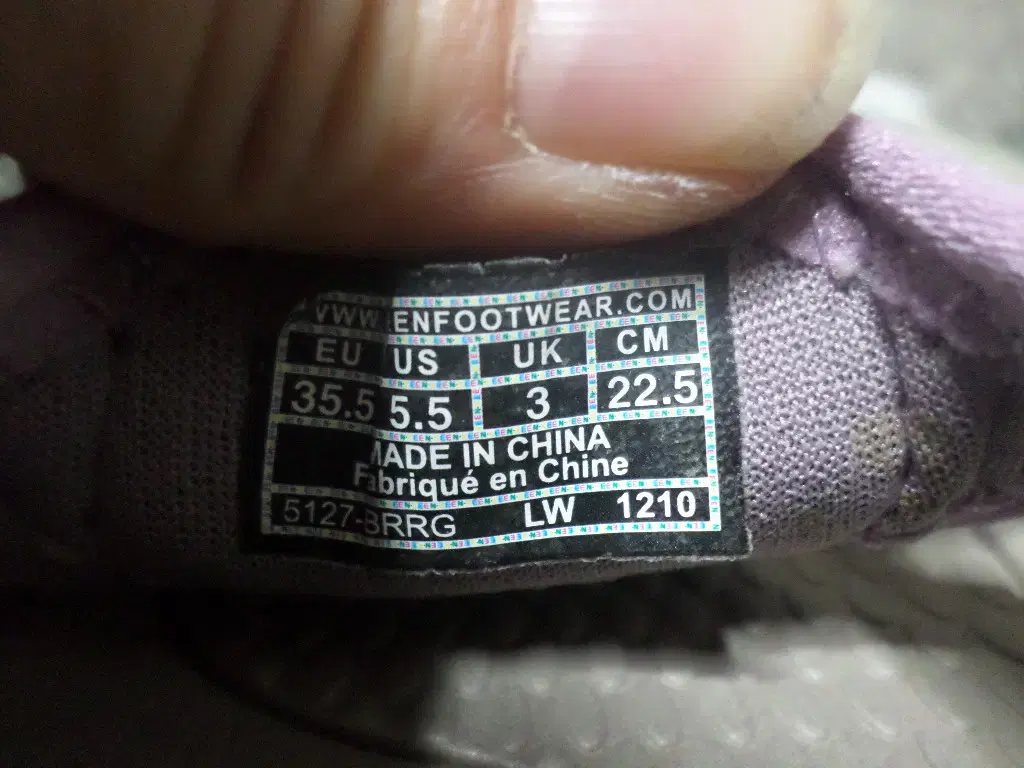 WWW. ENFOOTWEAR.COM
EU US UK CM
35.5 5.5 3 22.5
MADE IN CHINA
Fabriqué en Chine
5127-BRRG LW 1210